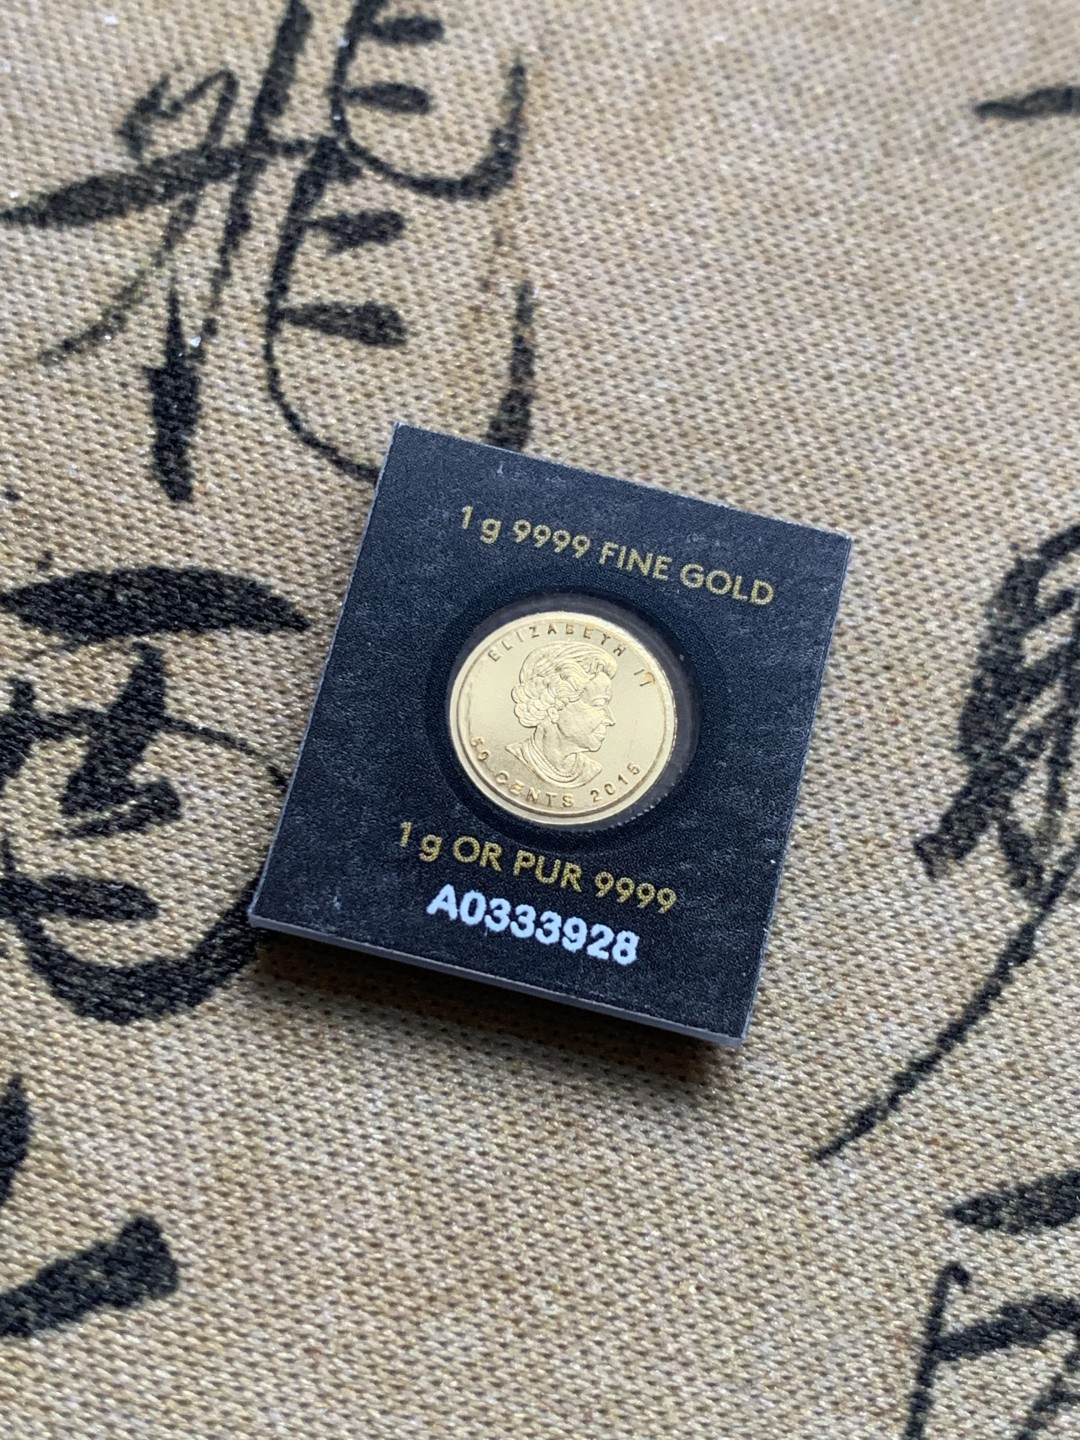 1 g 9999 FINE GOLD
ELIZABETH II
50 CENTS 2015
1 g OR PUR 9999
A0333928